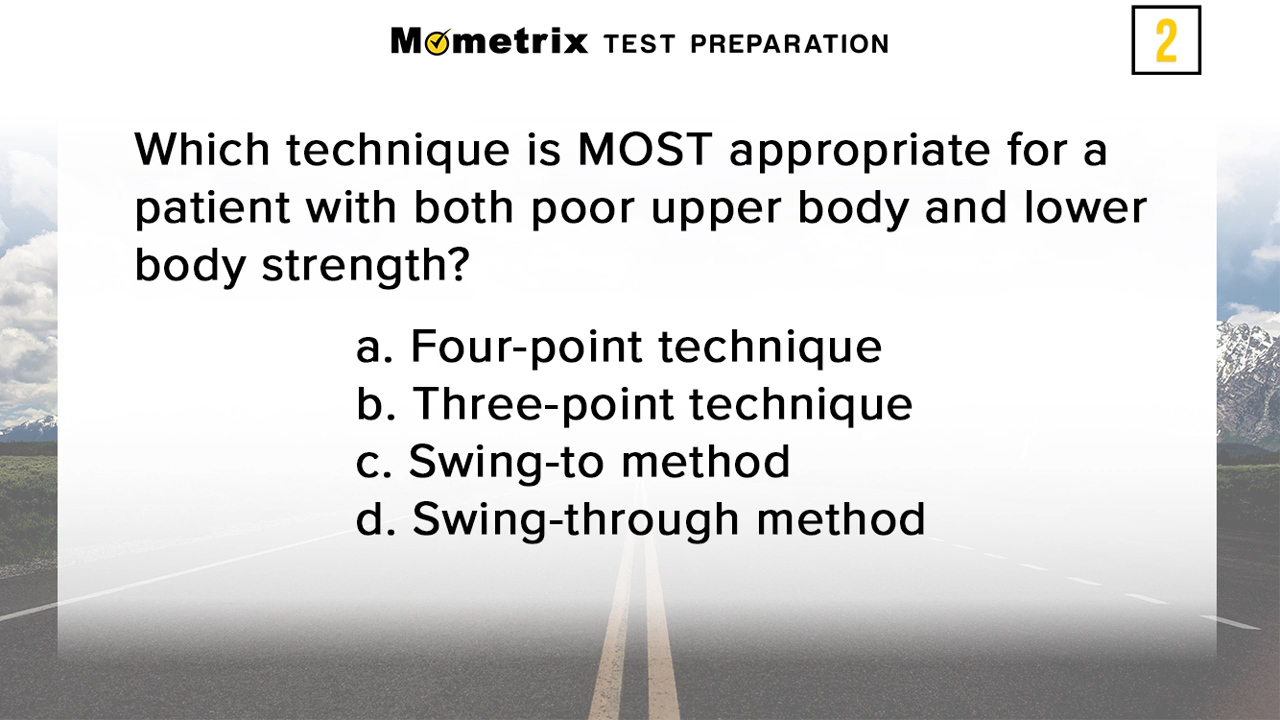 Mometrix TEST PREPARATION
2
Which technique is MOST appropriate for a
patient with both poor upper body and lower
body strength?
a. Four-point technique
b. Three-point technique
c. Swing-to method
d. Swing-through method